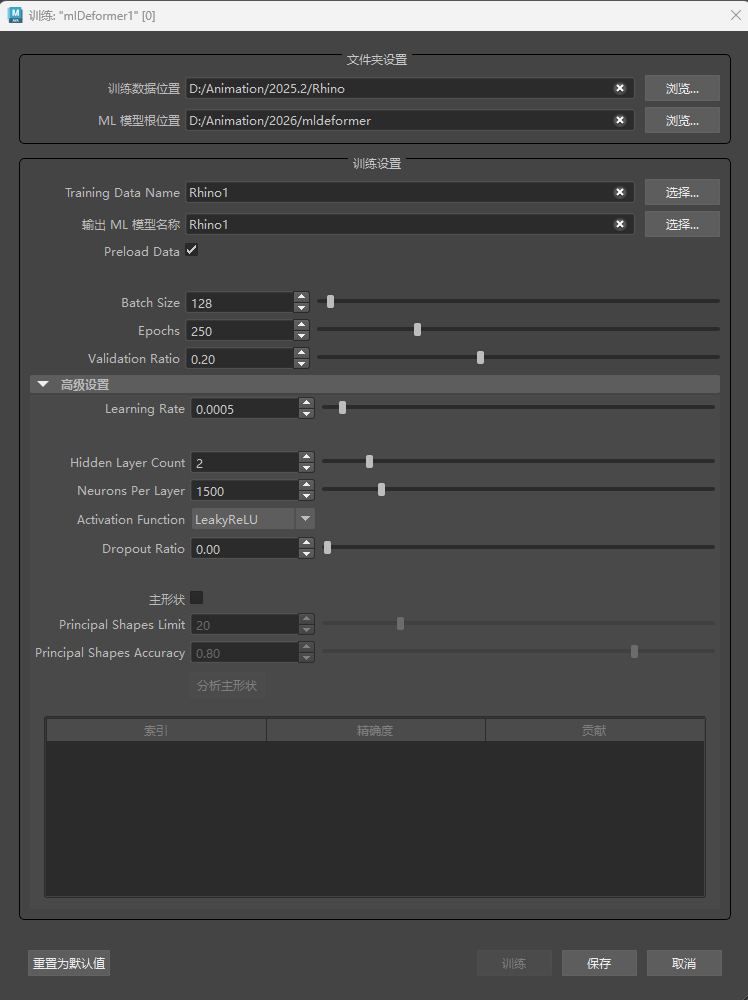 训练: "mlDeformer1" [0]
文件夹设置
训练数据位置 D:/Animation/2025.2/Rhino 浏览...
ML 模型根位置 D:/Animation/2026/mldeformer 浏览...
训练设置
Training Data Name Rhino1 选择...
输出 ML 模型名称 Rhino1 选择...
Preload Data
Batch Size 128
Epochs 250
Validation Ratio 0.20
高级设置
Learning Rate 0.0005
Hidden Layer Count 2
Neurons Per Layer 1500
Activation Function LeakyReLU
Dropout Ratio 0.00
主形状
Principal Shapes Limit 20
Principal Shapes Accuracy 0.80
分析主形状
索引 精确度 贡献
重置为默认值 训练 保存 取消